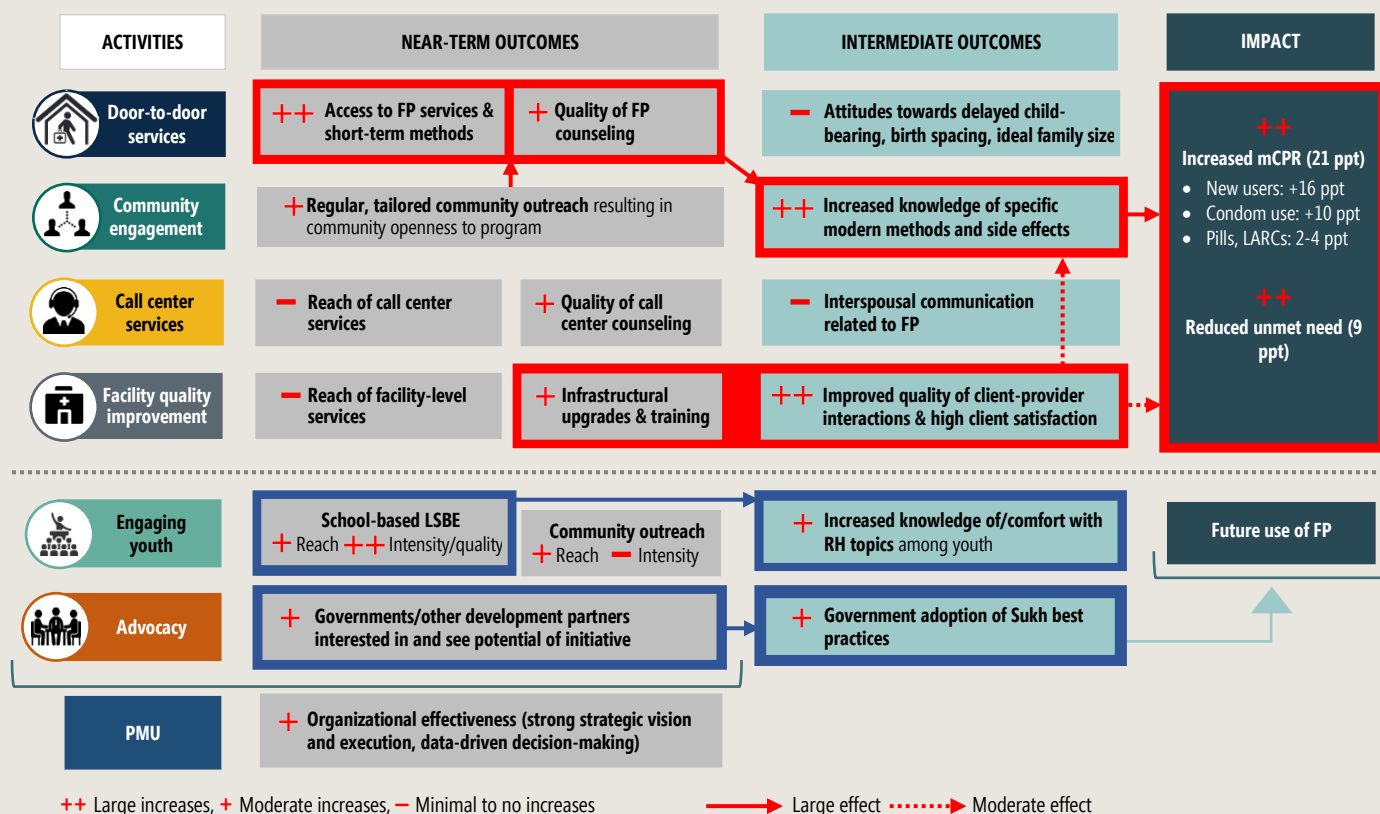 ACTIVITIES
NEAR-TERM OUTCOMES
INTERMEDIATE OUTCOMES
IMPACT
Door-to-door
services
++ Access to FP services &
short-term methods
+ Quality of FP
counseling
− Attitudes towards delayed child-
bearing, birth spacing, ideal family size
++
Increased mCPR (21 ppt)
• New users: +16 ppt
• Condom use: +10 ppt
• Pills, LARCs: 2-4 ppt
++
Reduced unmet need (9
ppt)
Community
engagement
+ Regular, tailored community outreach resulting in
community openness to program
++ Increased knowledge of specific
modern methods and side effects
Call center
services
− Reach of call center
services
+ Quality of call
center counseling
− Interspousal communication
related to FP
Facility quality
improvement
− Reach of facility-level
services
+ Infrastructural
upgrades & training
++ Improved quality of client-provider
interactions & high client satisfaction
Engaging
youth
School-based LSBE
+ Reach ++ Intensity/quality
Community outreach
+ Reach − Intensity
+ Increased knowledge of/comfort with
RH topics among youth
Future use of FP
Advocacy
+ Governments/other development partners
interested in and see potential of initiative
+ Government adoption of Sukh best
practices
PMU
+ Organizational effectiveness (strong strategic vision
and execution, data-driven decision-making)
++ Large increases, + Moderate increases, − Minimal to no increases
Large effect
Moderate effect